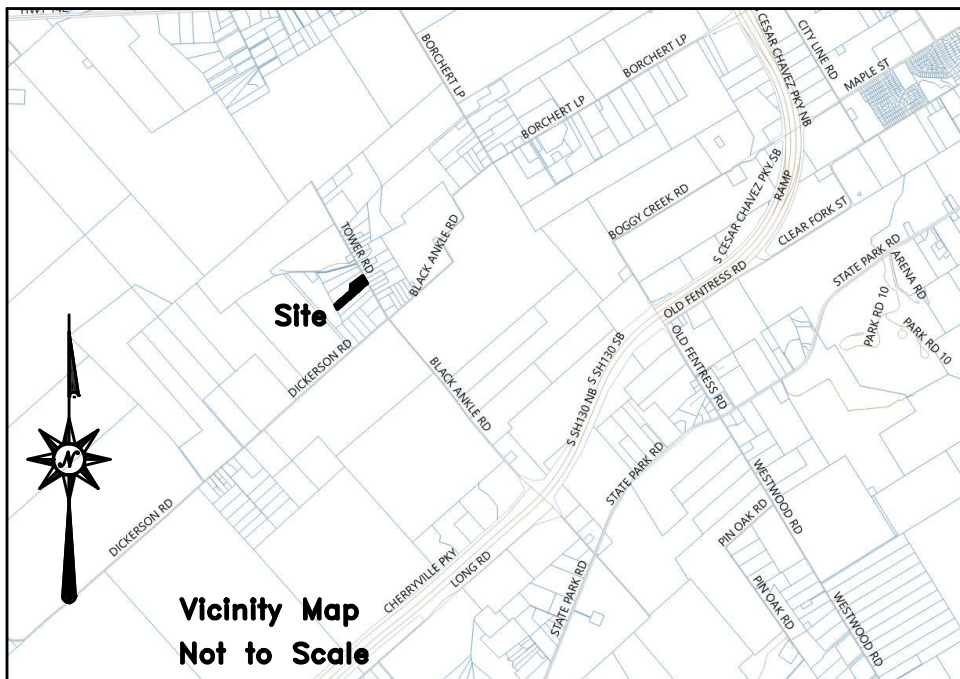 HWY 142
BORCHERT LP
BORCHERT LP
BORCHERT LP
S CESAR CHAVEZ PKY NB
CITY LINE RD
MAPLE ST
S CESAR CHAVEZ PKY SB
RAMP
BOGGY CREEK RD
CLEAR FORK ST
TOWER RD
BLACK ANKLE RD
STATE PARK RD
ARENA RD
OLD FENTRESS RD
PARK RD 10
PARK RD 10
Site
DICKERSON RD
OLD FENTRESS RD
S SH130 SB
BLACK ANKLE RD
S SH130 NB
N
STATE PARK RD
WESTWOOD RD
DICKERSON RD
PIN OAK RD
CHERRYVILLE PKY
LONG RD
STATE PARK RD
PIN OAK RD
WESTWOOD RD
Vicinity Map
Not to Scale